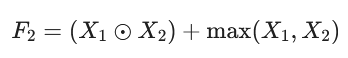 F₂ = (X₁ ⊙ X₂) + max(X₁, X₂)